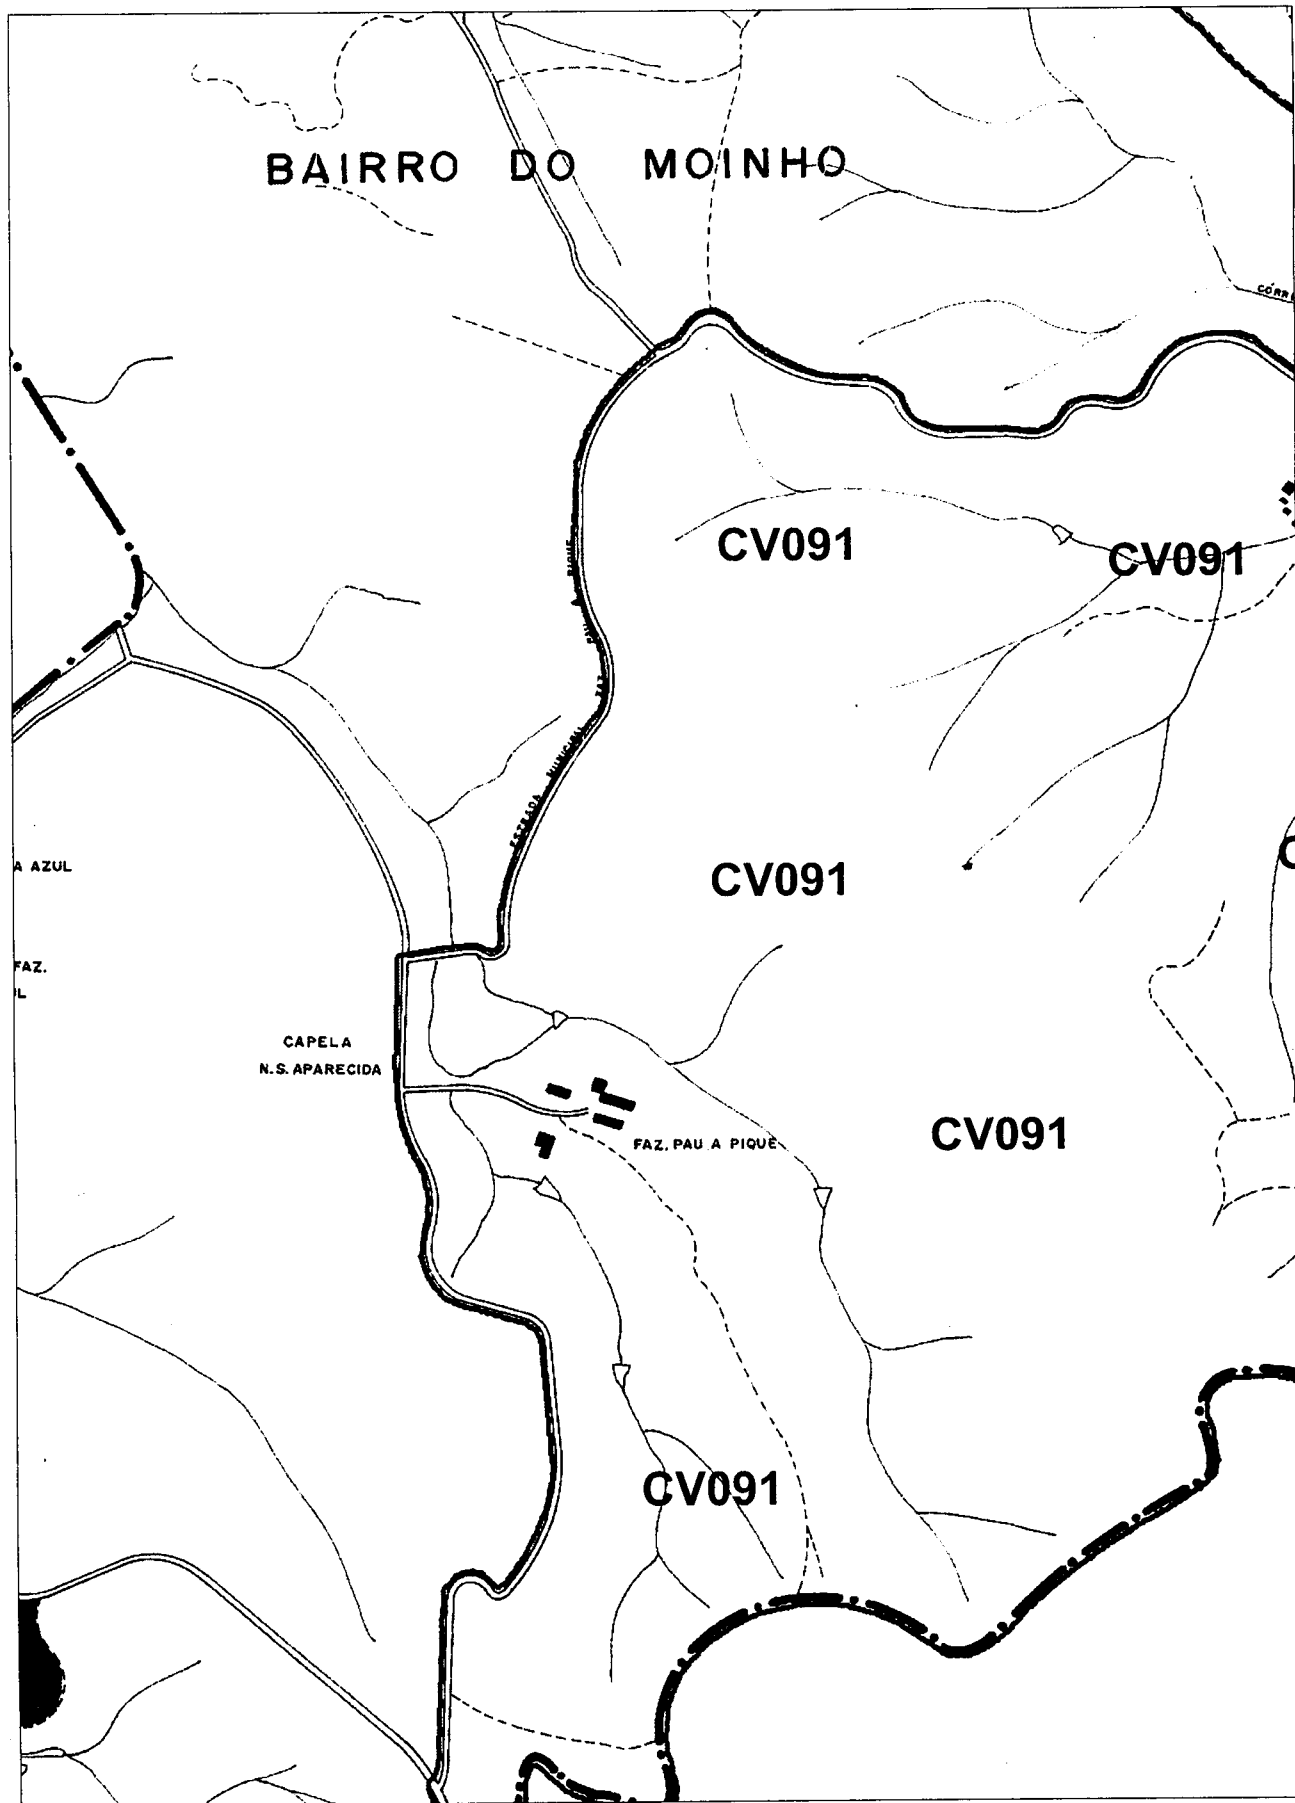 BAIRRO DO MOINHO
CÓRR
CV091
CV091
ESTRADA MUNICIPAL FAZ. PAU A PIQUE
A AZUL
CV091
FAZ.
CAPELA
N.S. APARECIDA
FAZ. PAU A PIQUE
CV091
CV091